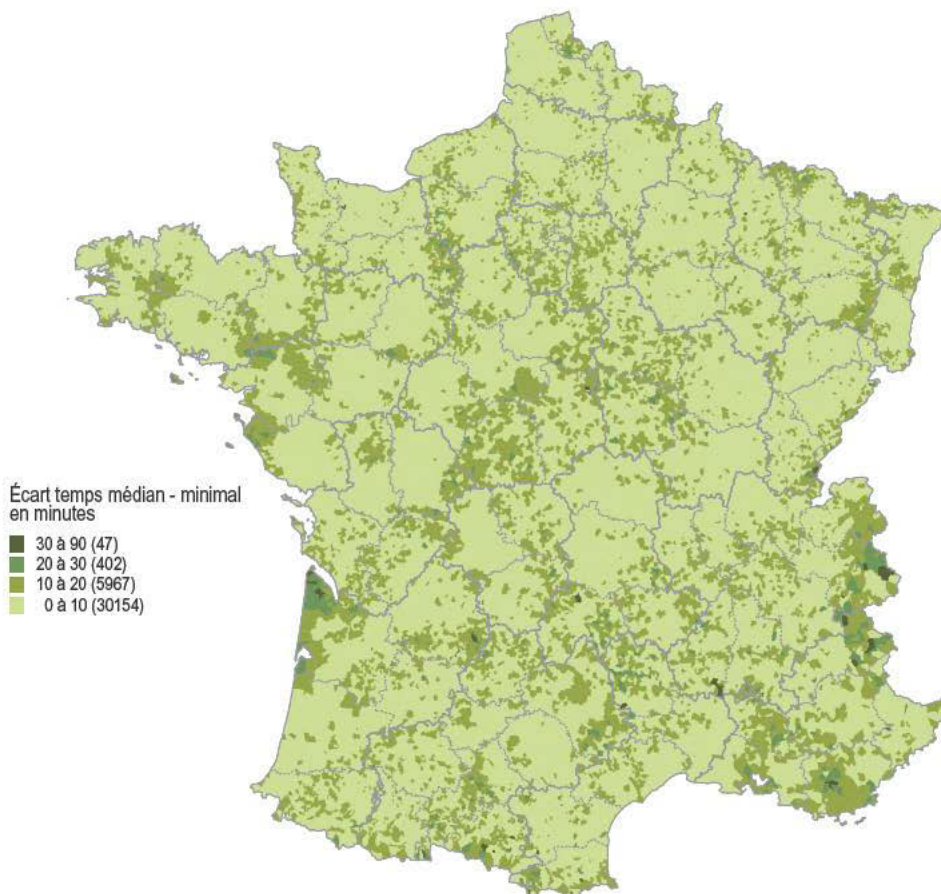 Écart temps médian - minimal
en minutes
30 à 90 (47)
20 à 30 (402)
10 à 20 (5967)
0 à 10 (30154)